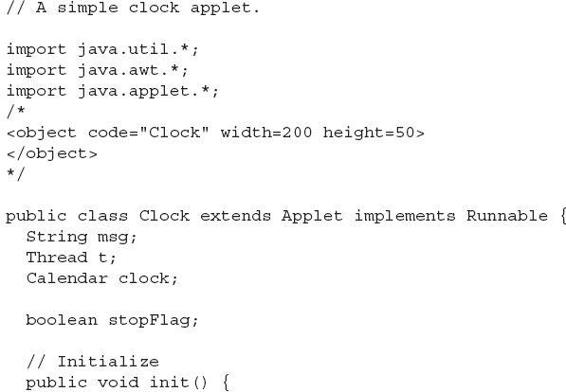 // A simple clock applet.
import java.util.*;
import java.awt.*;
import java.applet.*;
/*
<object code="Clock" width=200 height=50>
</object>
*/
public class Clock extends Applet implements Runnable {
String msg;
Thread t;
Calendar clock;
boolean stopFlag;
// Initialize
public void init() {